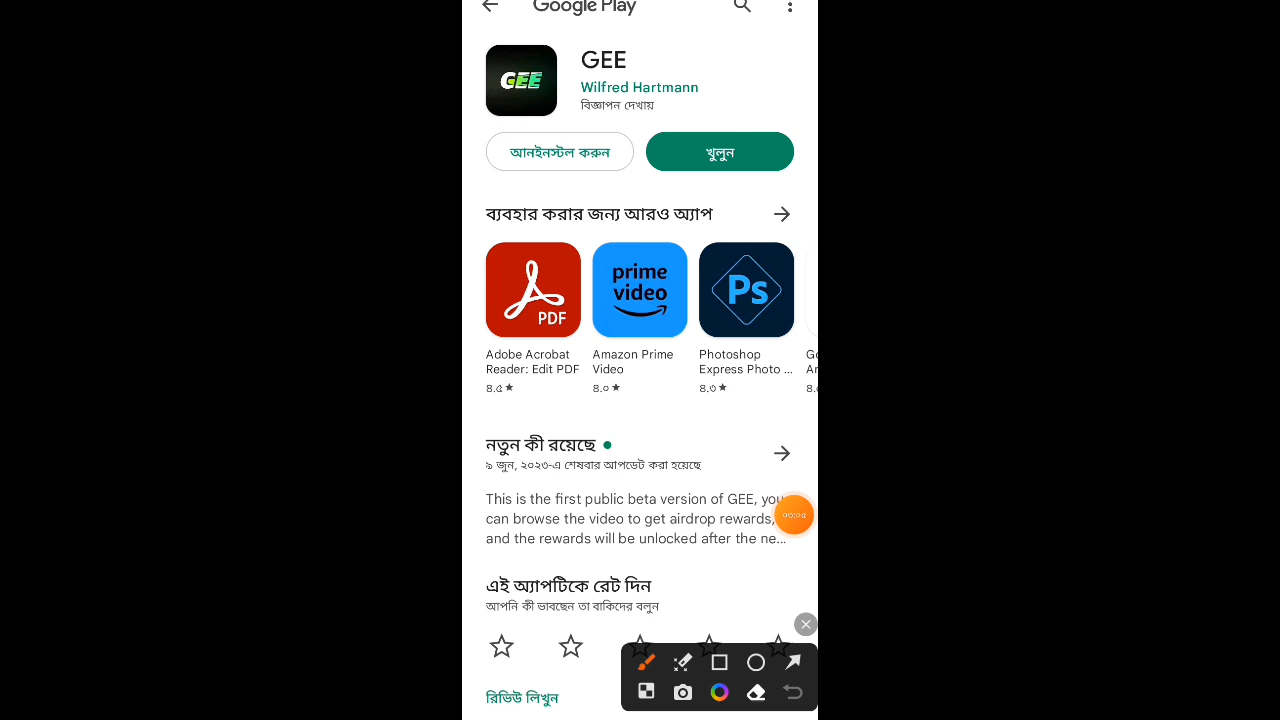 Google Play
GEE
GEE
Wilfred Hartmann
বিজ্ঞাপন দেখায়
আনইনস্টল করুন
খুলুন
ব্যবহার করার জন্য আরও অ্যাপ
PDF
prime video
Ps
Adobe Acrobat Reader: Edit PDF
৪.৫ ★
Amazon Prime Video
৪.০ ★
Photoshop Express Photo ...
৪.৩ ★
নতুন কী রয়েছে
৯ জুন, ২০২৩-এ শেষবার আপডেট করা হয়েছে
This is the first public beta version of GEE, you
can browse the video to get airdrop rewards,
and the rewards will be unlocked after the ne...
০৩:০৫
এই অ্যাপটিকে রেট দিন
আপনি কী ভাবছেন তা বাকিদের বলুন
রিভিউ লিখুন